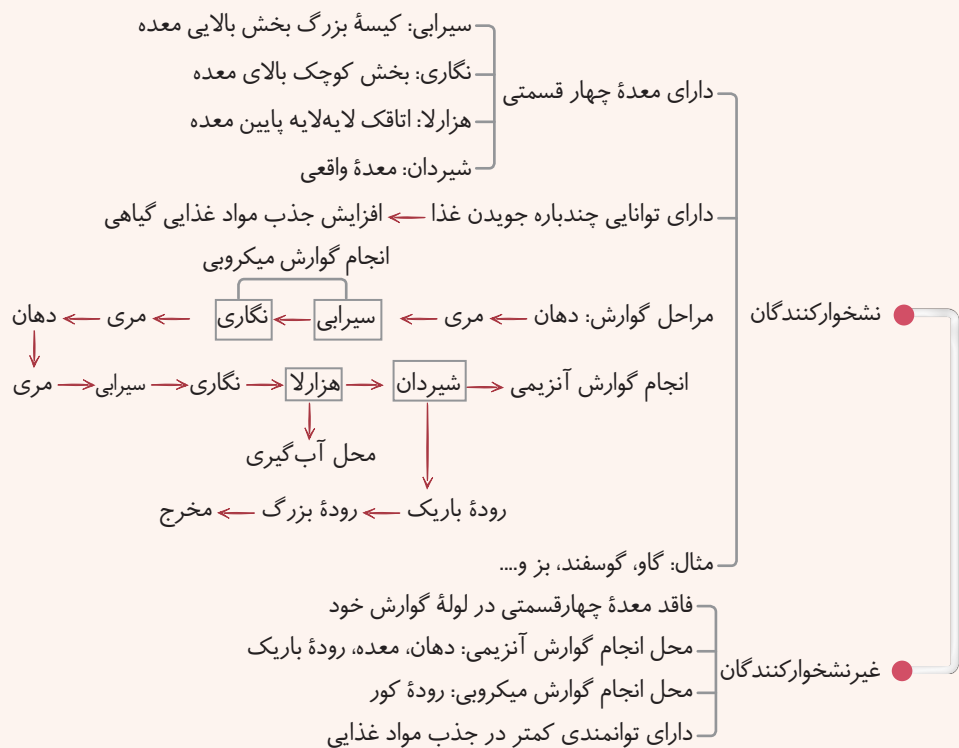 نشخوارکنندگان
دارای معدهٔ چهار قسمتی
سیرابی: کیسهٔ بزرگ بخش بالایی معده
نگاری: بخش کوچک بالای معده
هزارلا: اتاقک لایه‌لایه پایین معده
شیردان: معدهٔ واقعی
دارای توانایی چندباره جویدن غذا ← افزایش جذب مواد غذایی گیاهی
انجام گوارش میکروبی
مراحل گوارش: دهان ← مری ← سیرابی ← نگاری ← مری ← دهان
مری → سیرابی → نگاری → هزارلا → شیردان → انجام گوارش آنزیمی
محل آب‌گیری
رودهٔ باریک ← رودهٔ بزرگ ← مخرج
مثال: گاو، گوسفند، بز و....
غیرنشخوارکنندگان
فاقد معدهٔ چهارقسمتی در لولهٔ گوارش خود
محل انجام گوارش آنزیمی: دهان، معده، رودهٔ باریک
محل انجام گوارش میکروبی: رودهٔ کور
دارای توانمندی کمتر در جذب مواد غذایی